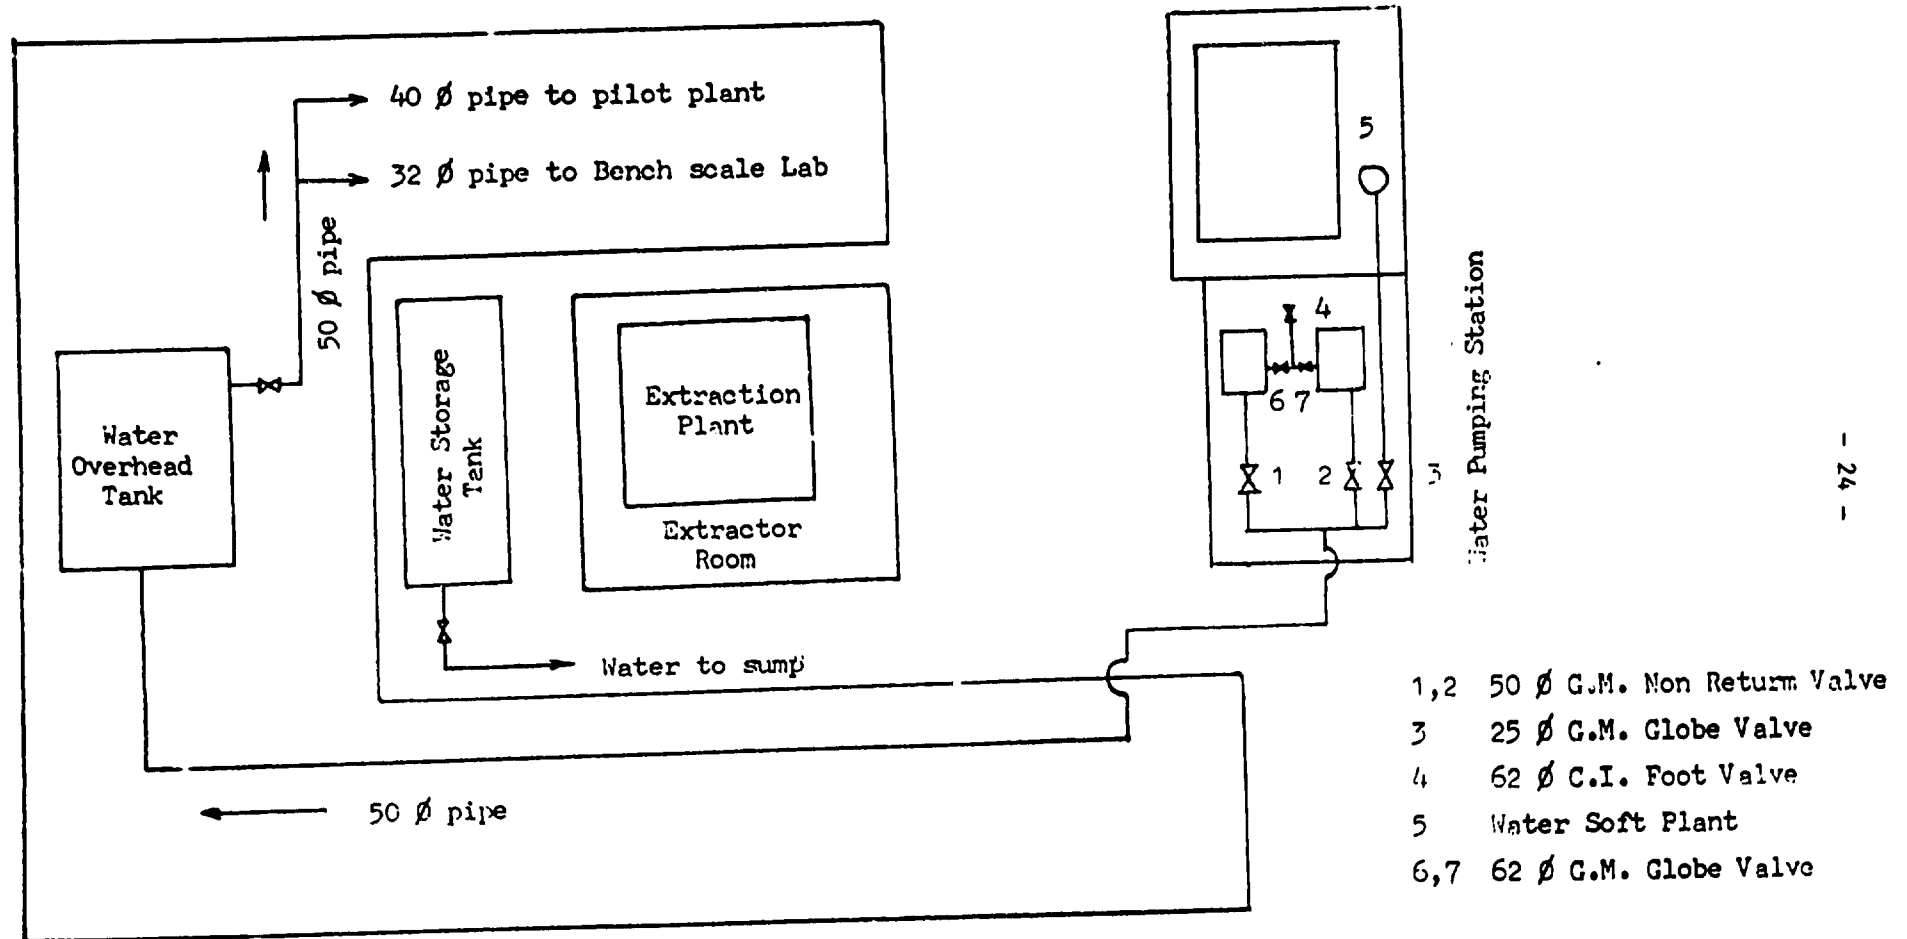 40 Ø pipe to pilot plant
32 Ø pipe to Bench scale Lab
50 Ø pipe
Water
Overhead
Tank
Water Storage
Tank
Extraction
Plant
Extractor
Room
Water to sump
50 Ø pipe
5
4
6 7
1
2
3
Water Pumping Station
- 24 -
1,2 50 Ø G.M. Non Return Valve
3 25 Ø G.M. Globe Valve
4 62 Ø C.I. Foot Valve
5 Water Soft Plant
6,7 62 Ø G.M. Globe Valve